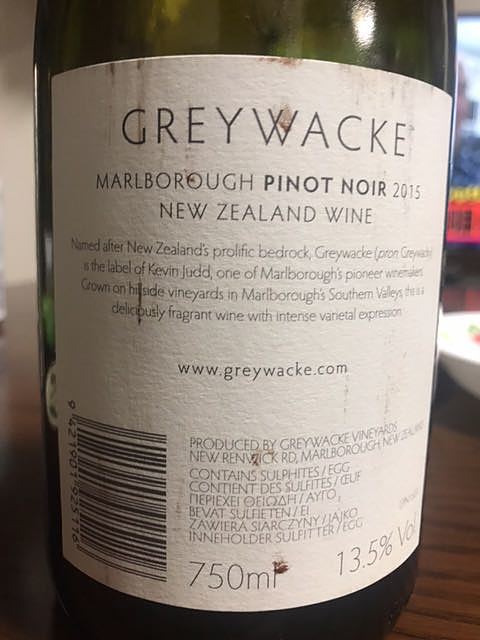 GREYWACKE
MARLBOROUGH PINOT NOIR 2015
NEW ZEALAND WINE
Named after New Zealand's prolific bedrock, Greywacke (pron Greywacky)
is the label of Kevin Judd, one of Marlborough's pioneer winemakers.
Grown on hillside vineyards in Marlborough's Southern Valleys, this is a
deliciously fragrant wine with intense varietal expression
www.greywacke.com
PRODUCED BY GREYWACKE VINEYARDS
NEW RENWICK RD, MARLBOROUGH, NEW ZEALAND
CONTAINS SULPHITES / EGG
CONTIENT DES SULFITES / ŒUF
ΠΕΡΙΕΧΕΙ ΘΕΙΩΔΗ / ΑΥΓΟ
BEVAT SULFIETEN / EI
ZAWIERA SIARCZYNY / JAJKO
INNEHOLDER SULFITTER / EGG
9 421901 925116
750ml
13.5% Vol